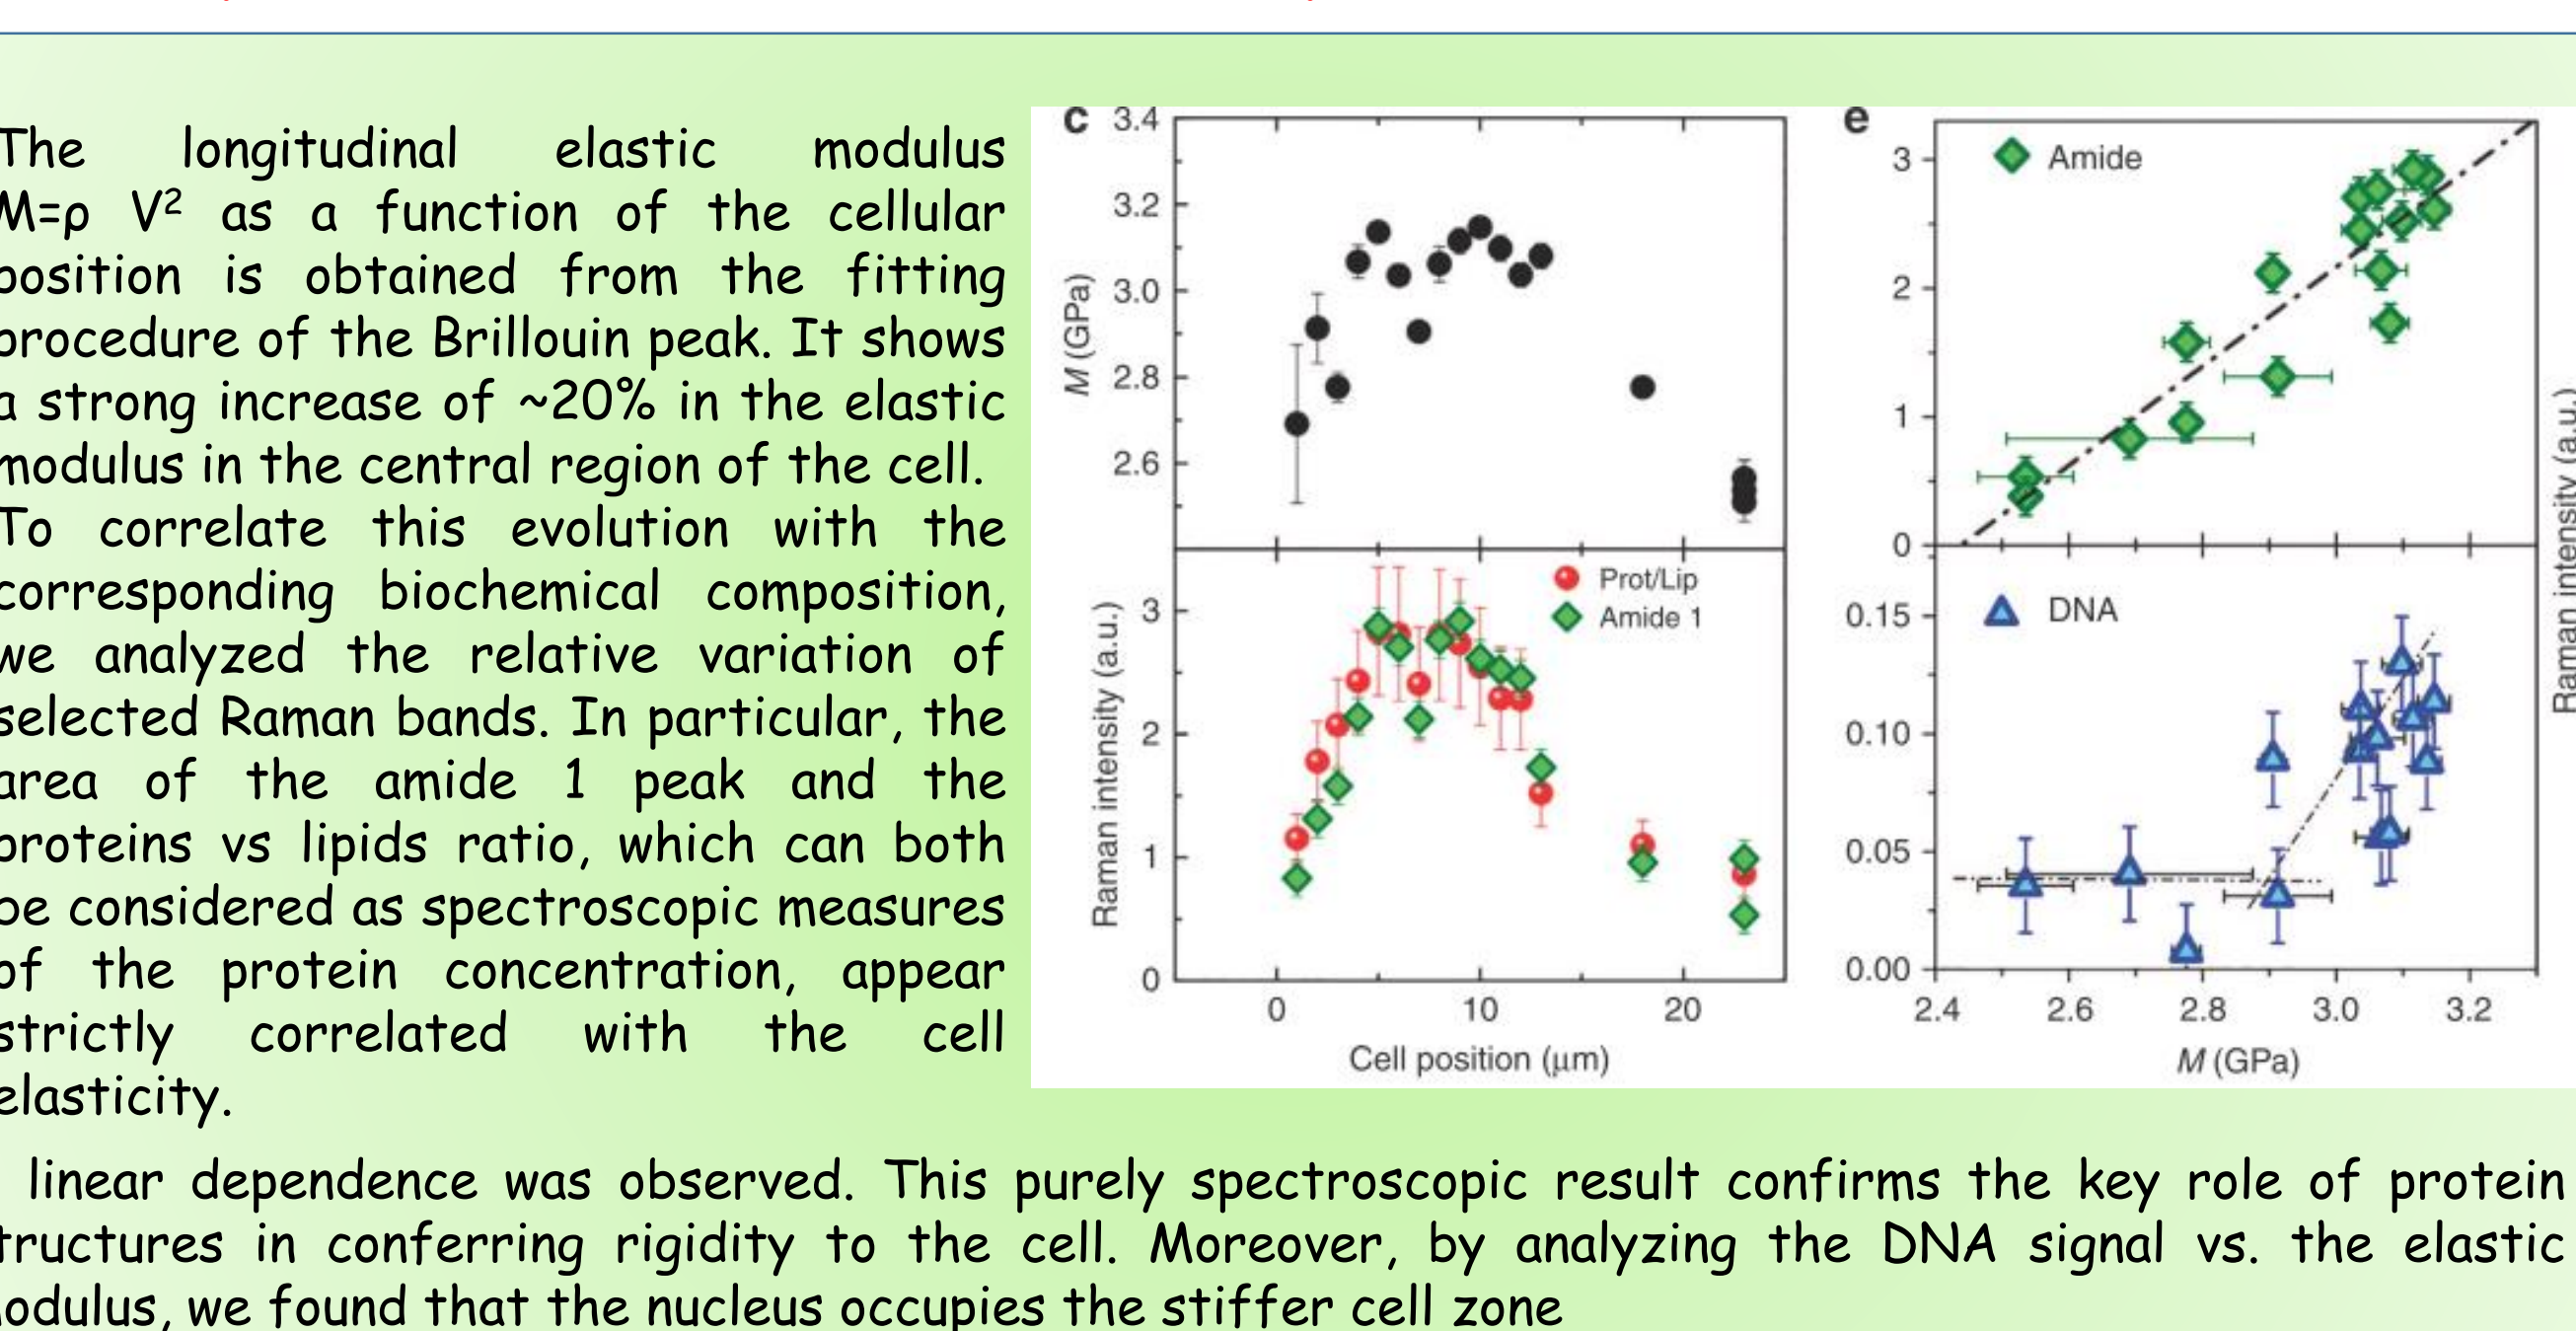 The longitudinal elastic modulus
M=ρ V² as a function of the cellular
position is obtained from the fitting
procedure of the Brillouin peak. It shows
a strong increase of ~20% in the elastic
modulus in the central region of the cell.
To correlate this evolution with the
corresponding biochemical composition,
we analyzed the relative variation of
selected Raman bands. In particular, the
area of the amide 1 peak and the
proteins vs lipids ratio, which can both
be considered as spectroscopic measures
of the protein concentration, appear
strictly correlated with the cell
elasticity.
c
3.4
3.2
3.0
2.8
2.6
M (GPa)
Prot/Lip
Amide 1
3
2
1
0
Raman intensity (a.u.)
0 10 20
Cell position (μm)
e
Amide
3
2
1
0
DNA
0.15
0.10
0.05
0.00
2.4 2.6 2.8 3.0 3.2
M (GPa)
Raman intensity (a.u.)
linear dependence was observed. This purely spectroscopic result confirms the key role of protein
tructures in conferring rigidity to the cell. Moreover, by analyzing the DNA signal vs. the elastic
odulus, we found that the nucleus occupies the stiffer cell zone